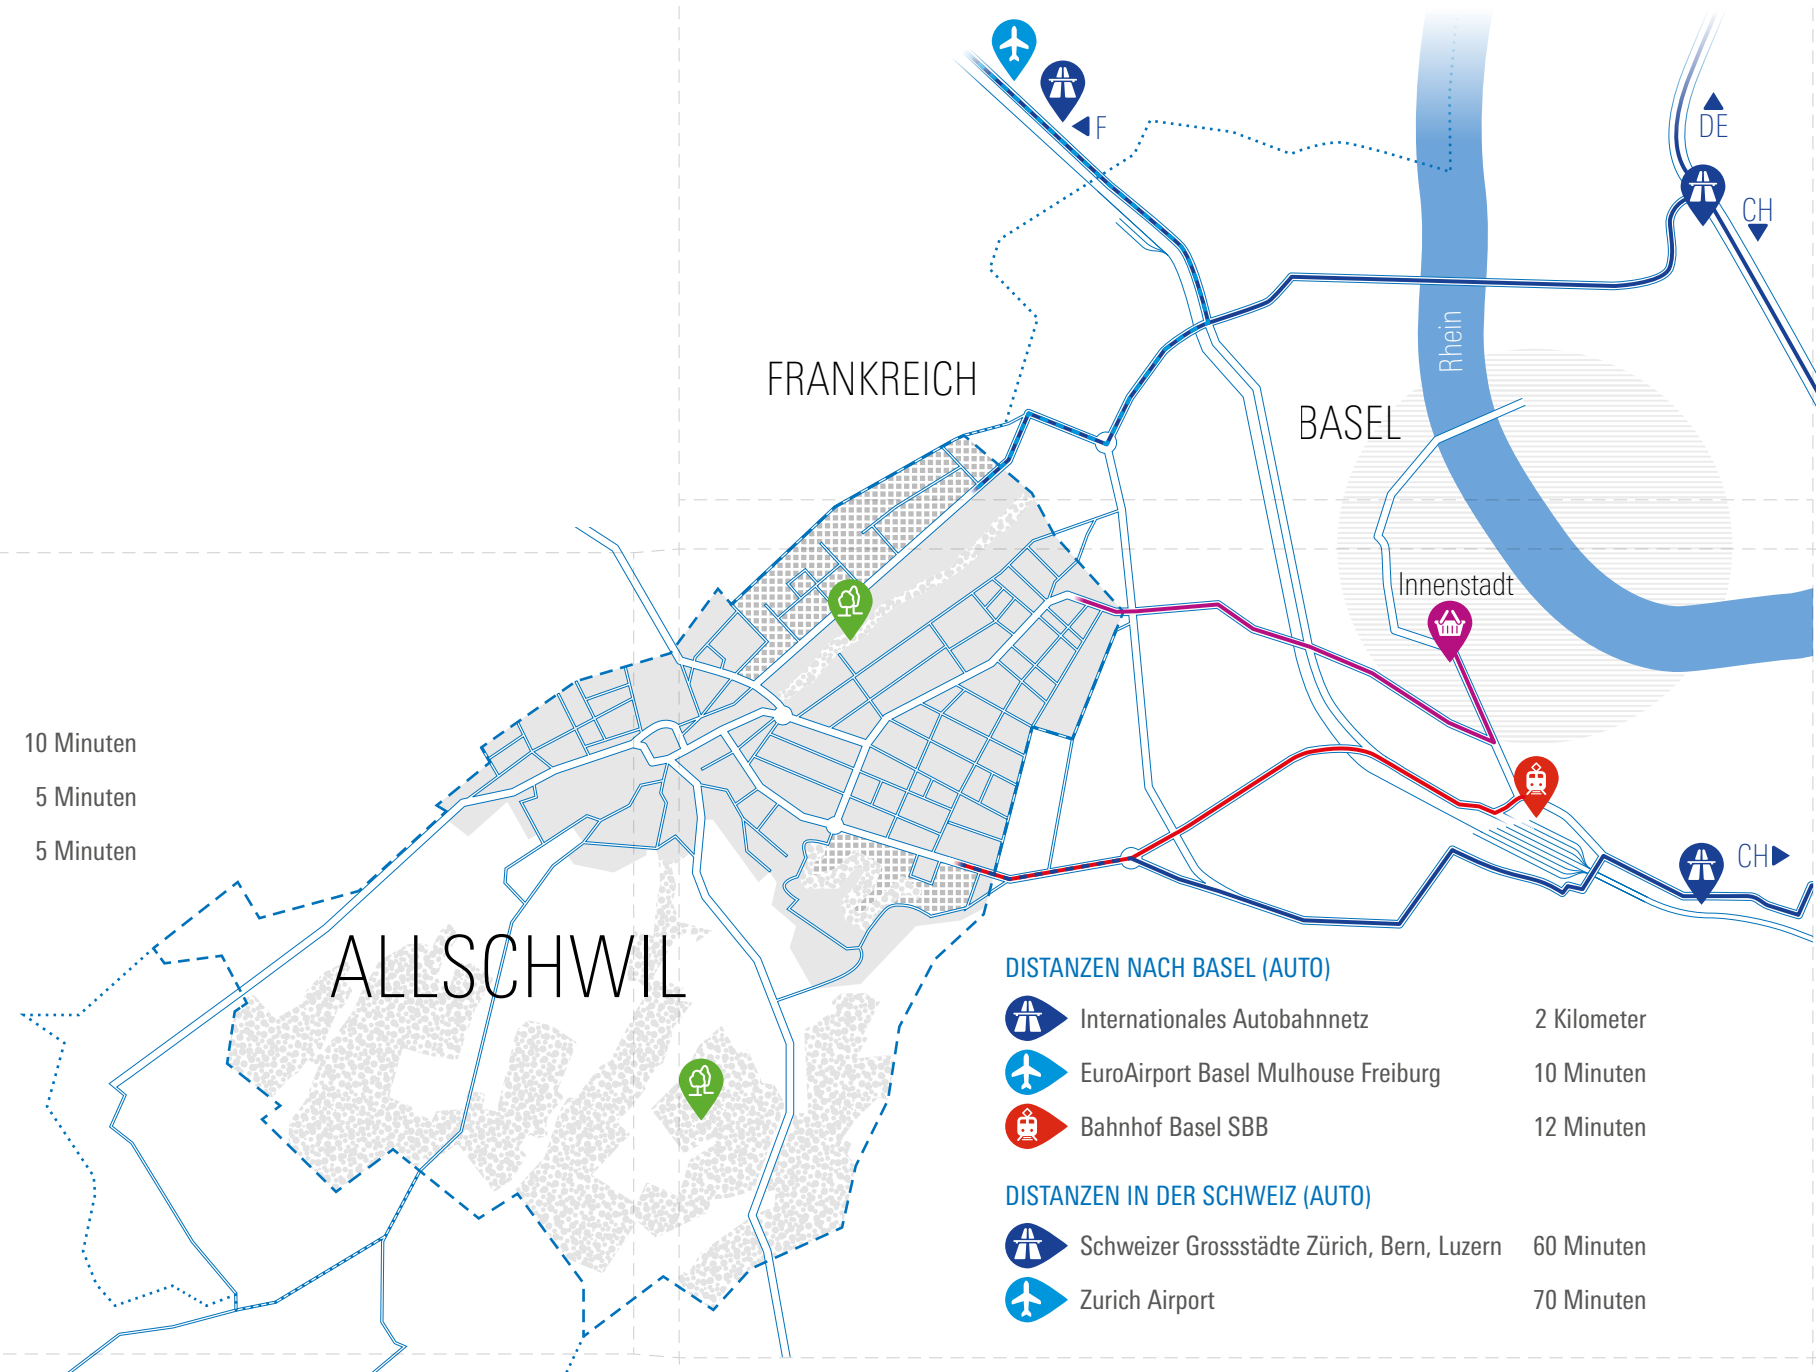 F
DE
CH
Rhein
FRANKREICH
BASEL
Innenstadt
10 Minuten
5 Minuten
5 Minuten
CH
ALLSCHWIL
DISTANZEN NACH BASEL (AUTO)
Internationales Autobahnnetz 2 Kilometer
EuroAirport Basel Mulhouse Freiburg 10 Minuten
Bahnhof Basel SBB 12 Minuten
DISTANZEN IN DER SCHWEIZ (AUTO)
Schweizer Grossstädte Zürich, Bern, Luzern 60 Minuten
Zurich Airport 70 Minuten